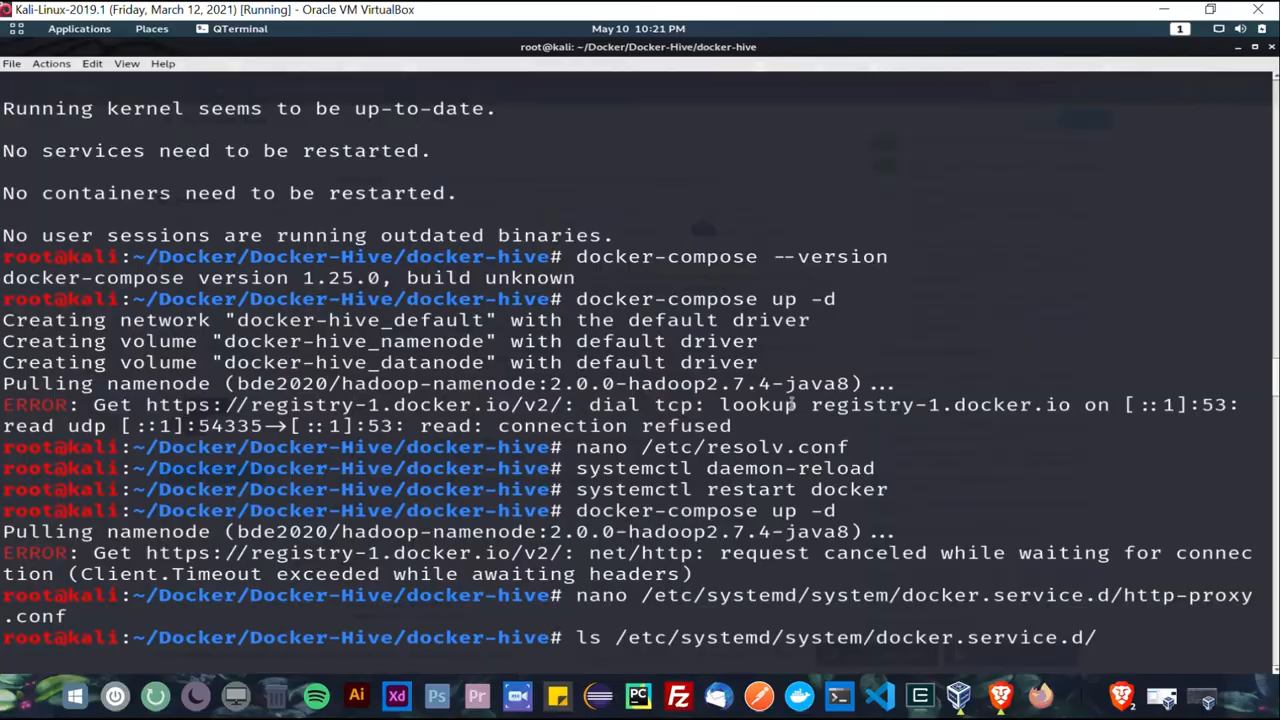 Kali-Linux-2019.1 (Friday, March 12, 2021) [Running] - Oracle VM VirtualBox
Applications Places QTerminal May 10 10:21 PM 1
root@kali: ~/Docker/Docker-Hive/docker-hive
File Actions Edit View Help
Running kernel seems to be up-to-date.
No services need to be restarted.
No containers need to be restarted.
No user sessions are running outdated binaries.
root@kali:~/Docker/Docker-Hive/docker-hive# docker-compose --version
docker-compose version 1.25.0, build unknown
root@kali:~/Docker/Docker-Hive/docker-hive# docker-compose up -d
Creating network "docker-hive_default" with the default driver
Creating volume "docker-hive_namenode" with default driver
Creating volume "docker-hive_datanode" with default driver
Pulling namenode (bde2020/hadoop-namenode:2.0.0-hadoop2.7.4-java8)...
ERROR: Get https://registry-1.docker.io/v2/: dial tcp: lookup registry-1.docker.io on [::1]:53:
read udp [::1]:54335→[::1]:53: read: connection refused
root@kali:~/Docker/Docker-Hive/docker-hive# nano /etc/resolv.conf
root@kali:~/Docker/Docker-Hive/docker-hive# systemctl daemon-reload
root@kali:~/Docker/Docker-Hive/docker-hive# systemctl restart docker
root@kali:~/Docker/Docker-Hive/docker-hive# docker-compose up -d
Pulling namenode (bde2020/hadoop-namenode:2.0.0-hadoop2.7.4-java8)...
ERROR: Get https://registry-1.docker.io/v2/: net/http: request canceled while waiting for connec
tion (Client.Timeout exceeded while awaiting headers)
root@kali:~/Docker/Docker-Hive/docker-hive# nano /etc/systemd/system/docker.service.d/http-proxy
.conf
root@kali:~/Docker/Docker-Hive/docker-hive# ls /etc/systemd/system/docker.service.d/
Ai Xd Ps Pr PC Fz